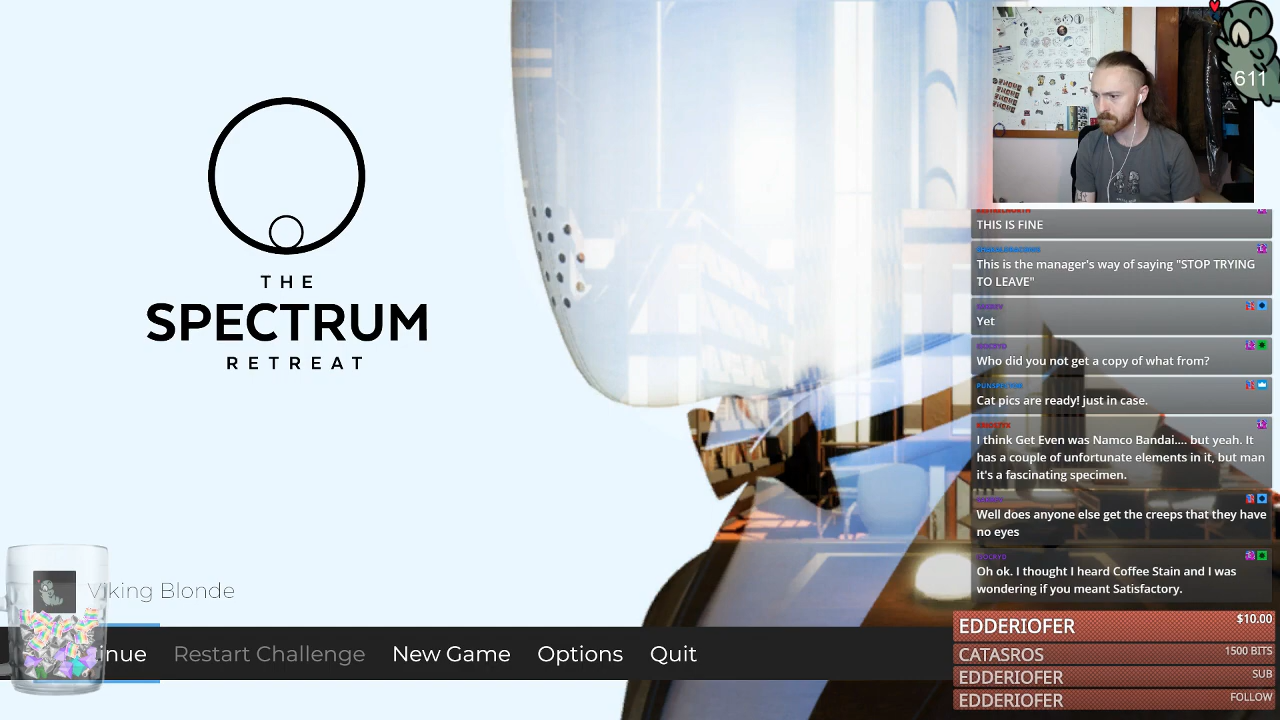 THE
SPECTRUM
RETREAT
Viking Blonde
inue
Restart Challenge
New Game
Options
Quit
611
THIS IS FINE
This is the manager's way of saying "STOP TRYING
TO LEAVE"
Yet
Who did you not get a copy of what from?
Cat pics are ready! just in case.
I think Get Even was Namco Bandai.... but yeah. It
has a couple of unfortunate elements in it, but man
it's a fascinating specimen.
Well does anyone else get the creeps that they have
no eyes
Oh ok. I thought I heard Coffee Stain and I was
wondering if you meant Satisfactory.
EDDERIOFER $10.00
CATASROS 1500 BITS
EDDERIOFER SUB
EDDERIOFER FOLLOW